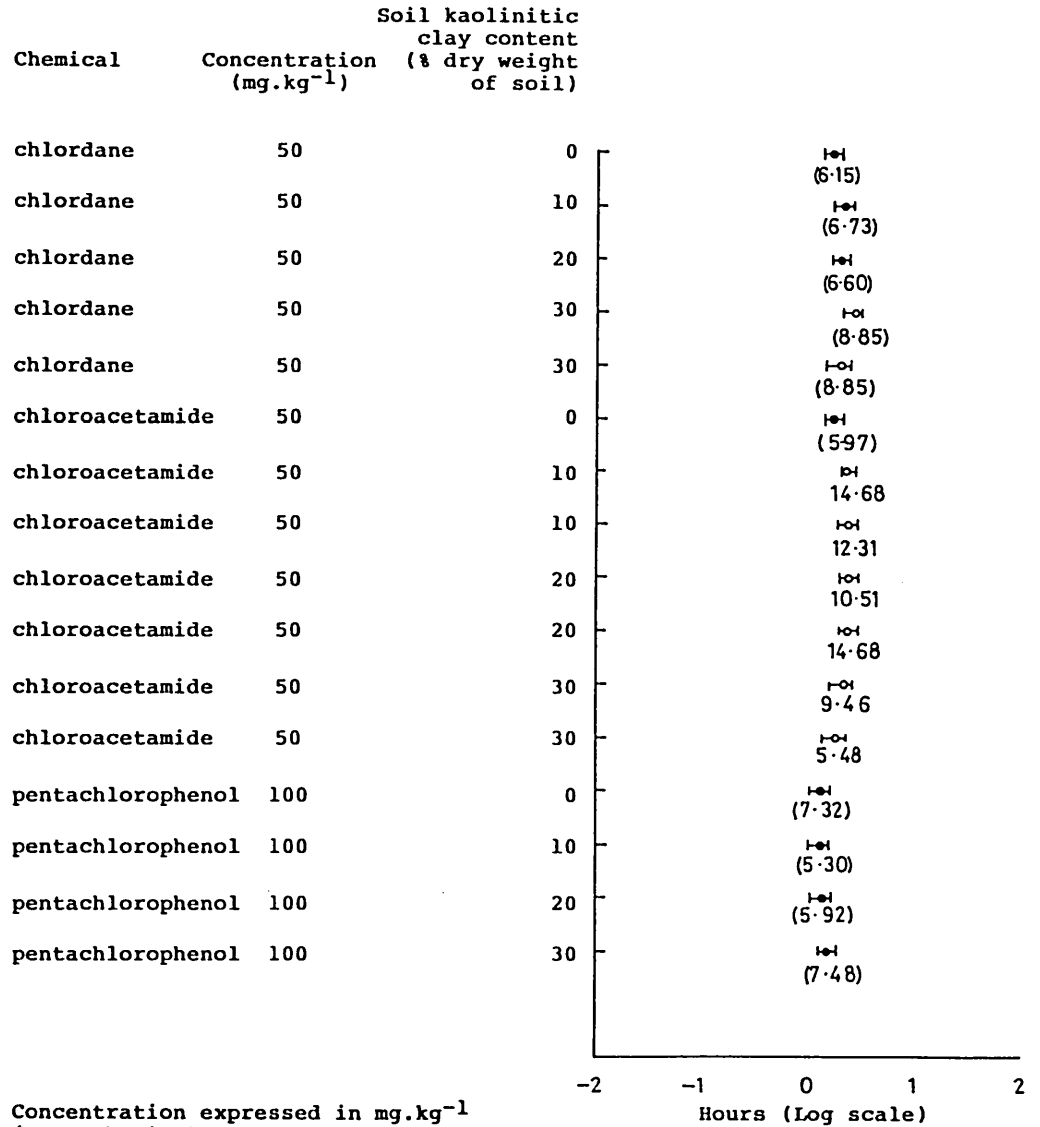 Soil kaolinitic
clay content
Chemical Concentration (% dry weight
(mg.kg-1) of soil)
chlordane 50 0
(6·15)
chlordane 50 10
(6·73)
chlordane 50 20
(6·60)
chlordane 50 30
(8·85)
chlordane 50 30
(8·85)
chloroacetamide 50 0
(5·97)
chloroacetamide 50 10
14·68
chloroacetamide 50 10
12·31
chloroacetamide 50 20
10·51
chloroacetamide 50 20
14·68
chloroacetamide 50 30
9·46
chloroacetamide 50 30
5·48
pentachlorophenol 100 0
(7·32)
pentachlorophenol 100 10
(5·30)
pentachlorophenol 100 20
(5·92)
pentachlorophenol 100 30
(7·48)
-2 -1 0 1 2
Concentration expressed in mg.kg-1 Hours (Log scale)